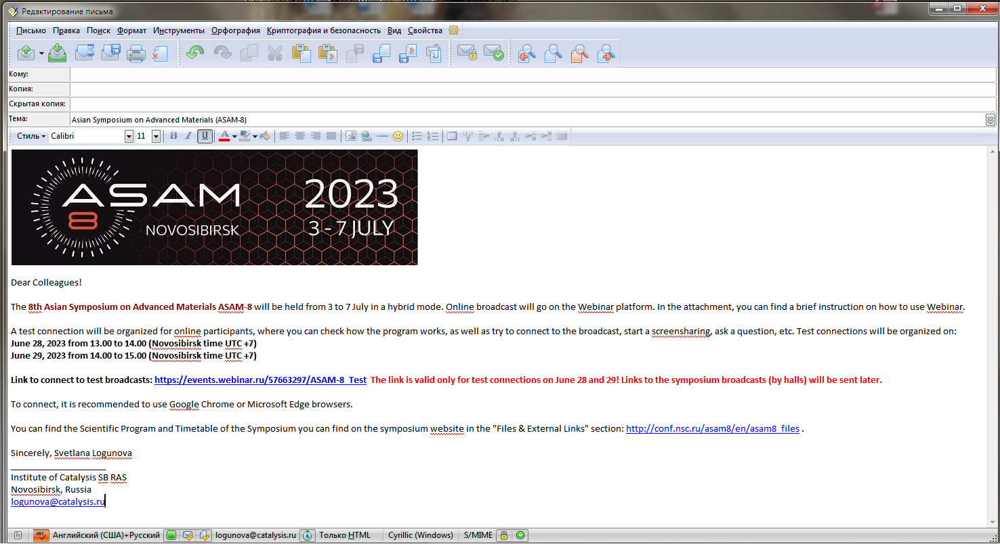 Редактирование письма
Письмо Правка Поиск Формат Инструменты Орфография Криптография и безопасность Вид Свойства
Кому:
Копия:
Скрытая копия:
Тема: Asian Symposium on Advanced Materials (ASAM-8)
Стиль Calibri 11 B I U A ab
ASAM 2023
8 NOVOSIBIRSK 3 - 7 JULY
Dear Colleagues!
The 8th Asian Symposium on Advanced Materials ASAM-8 will be held from 3 to 7 July in a hybrid mode. Online broadcast will go on the Webinar platform. In the attachment, you can find a brief instruction on how to use Webinar.
A test connection will be organized for online participants, where you can check how the program works, as well as try to connect to the broadcast, start a screensharing, ask a question, etc. Test connections will be organized on:
June 28, 2023 from 13.00 to 14.00 (Novosibirsk time UTC +7)
June 29, 2023 from 14.00 to 15.00 (Novosibirsk time UTC +7)
Link to connect to test broadcasts: https://events.webinar.ru/57663297/ASAM-8_Test The link is valid only for test connections on June 28 and 29! Links to the symposium broadcasts (by halls) will be sent later.
To connect, it is recommended to use Google Chrome or Microsoft Edge browsers.
You can find the Scientific Program and Timetable of the Symposium you can find on the symposium website in the "Files & External Links" section: http://conf.nsc.ru/asam8/en/asam8_files .
Sincerely, Svetlana Logunova
____________________
Institute of Catalysis SB RAS
Novosibirsk, Russia
logunova@catalysis.ru
ABC Английский (США)+Русский logunova@catalysis.ru Только HTML Cyrillic (Windows) S/MIME